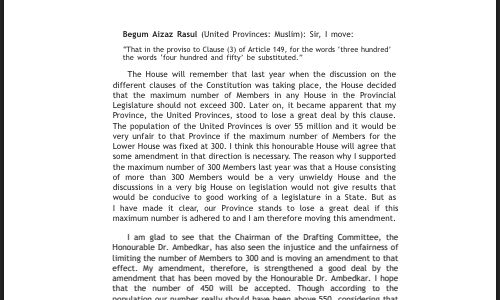 Begum Aizaz Rasul (United Provinces: Muslim): Sir, I move:
"That in the proviso to Clause (3) of Article 149, for the words 'three hundred'
the words 'four hundred and fifty' be substituted."
The House will remember that last year when the discussion on the
different clauses of the Constitution was taking place, the House decided
that the maximum number of Members in any House in the Provincial
Legislature should not exceed 300. Later on, it became apparent that my
Province, the United Provinces, stood to lose a great deal by this clause.
The population of the United Provinces is over 55 million and it would be
very unfair to that Province if the maximum number of Members for the
Lower House was fixed at 300. I think this honourable House will agree that
some amendment in that direction is necessary. The reason why I supported
the maximum number of 300 Members last year was that a House consisting
of more than 300 Members would be a very unwieldy House and the
discussions in a very big House on legislation would not give results that
would be conducive to good working of a legislature in a State. But as
I have made it clear, our Province stands to lose a great deal if this
maximum number is adhered to and I am therefore moving this amendment.
I am glad to see that the Chairman of the Drafting Committee, the
Honourable Dr. Ambedkar, has also seen the injustice and the unfairness of
limiting the number of Members to 300 and is moving an amendment to that
effect. My amendment, therefore, is strengthened a good deal by the
amendment that has been moved by the Honourable Dr. Ambedkar. I hope
that the number of 450 will be accepted. Though according to the
population our number really should have been above 550, considering that